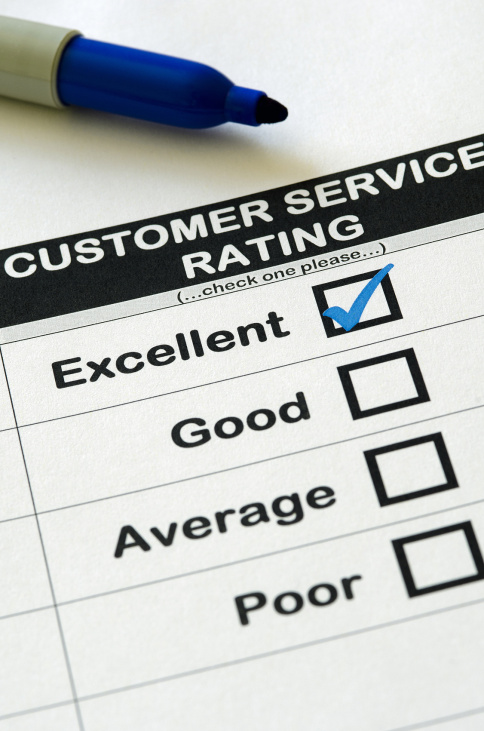 CUSTOMER SERVICE
RATING
(...check one please...)
Excellent
Good
Average
Poor